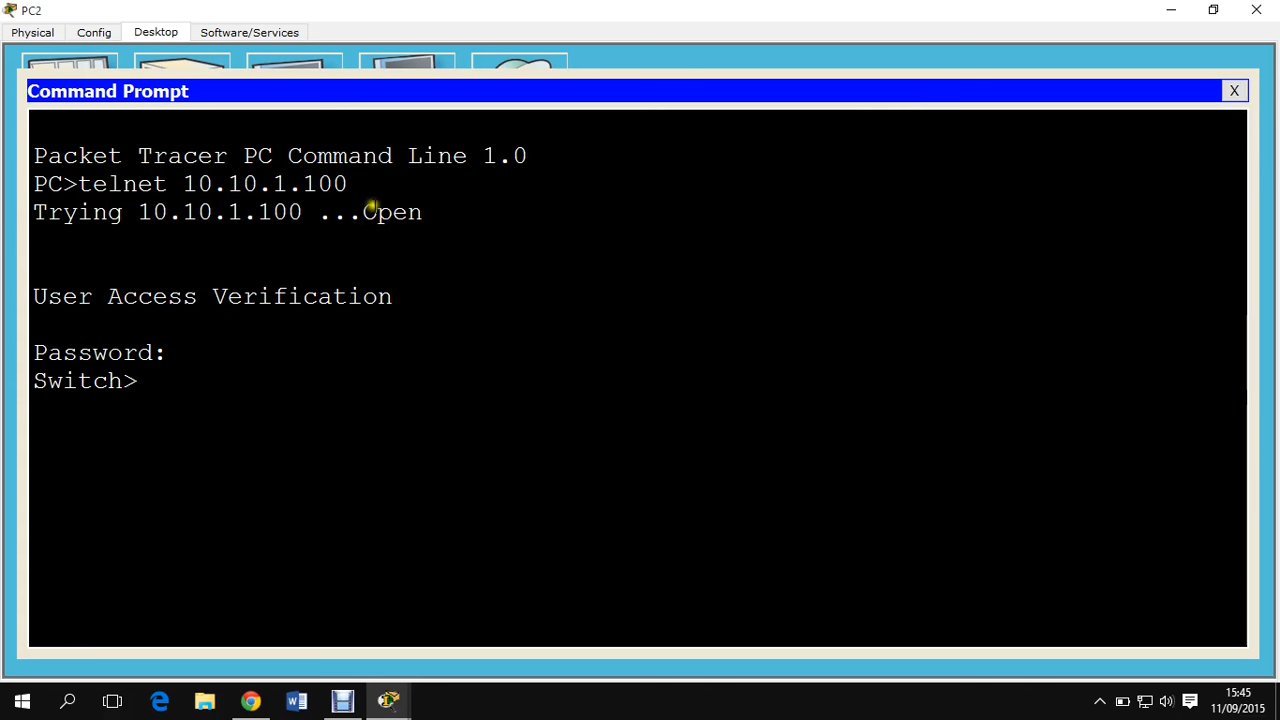 PC2
Physical Config Desktop Software/Services
Command Prompt X
Packet Tracer PC Command Line 1.0
PC>telnet 10.10.1.100
Trying 10.10.1.100 ...Open
User Access Verification
Password:
Switch>
15:45
11/09/2015